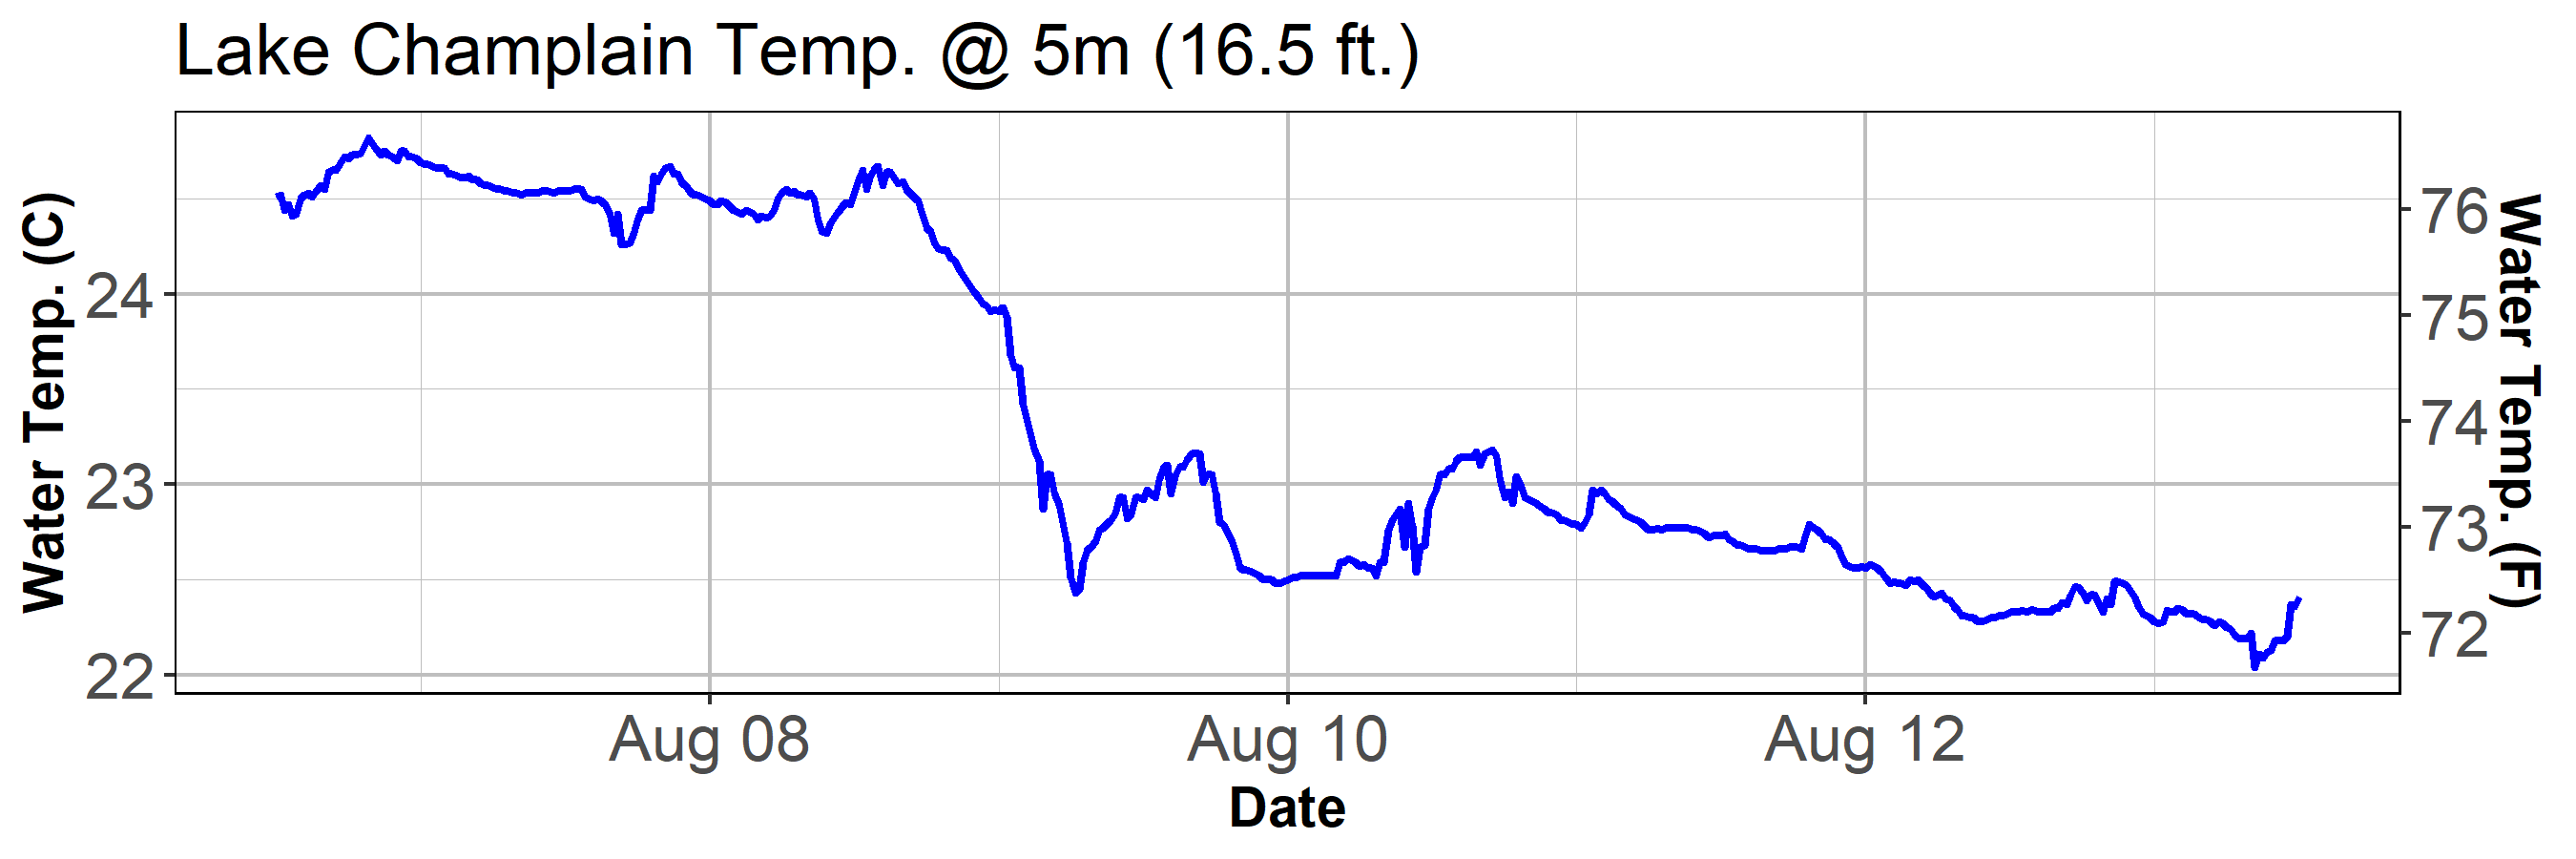 Lake Champlain Temp. @ 5m (16.5 ft.)
Water Temp. (C)
24
23
22
76
75
74
73
72
Water Temp. (F)
Aug 08
Aug 10
Aug 12
Date